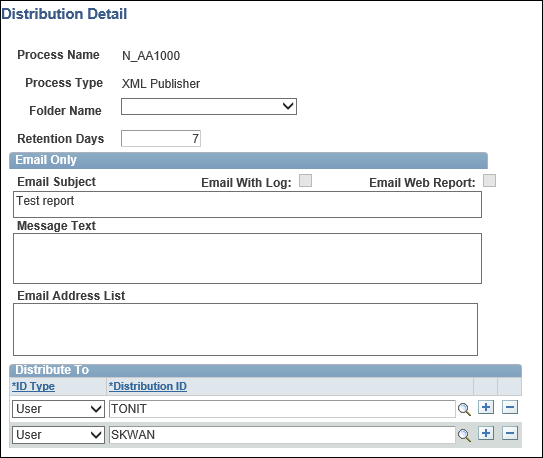 Distribution Detail
Process Name N_AA1000
Process Type XML Publisher
Folder Name
Retention Days 7
Email Only
Email Subject Email With Log: Email Web Report:
Test report
Message Text
Email Address List
Distribute To
*ID Type *Distribution ID
User TONIT
User SKWAN